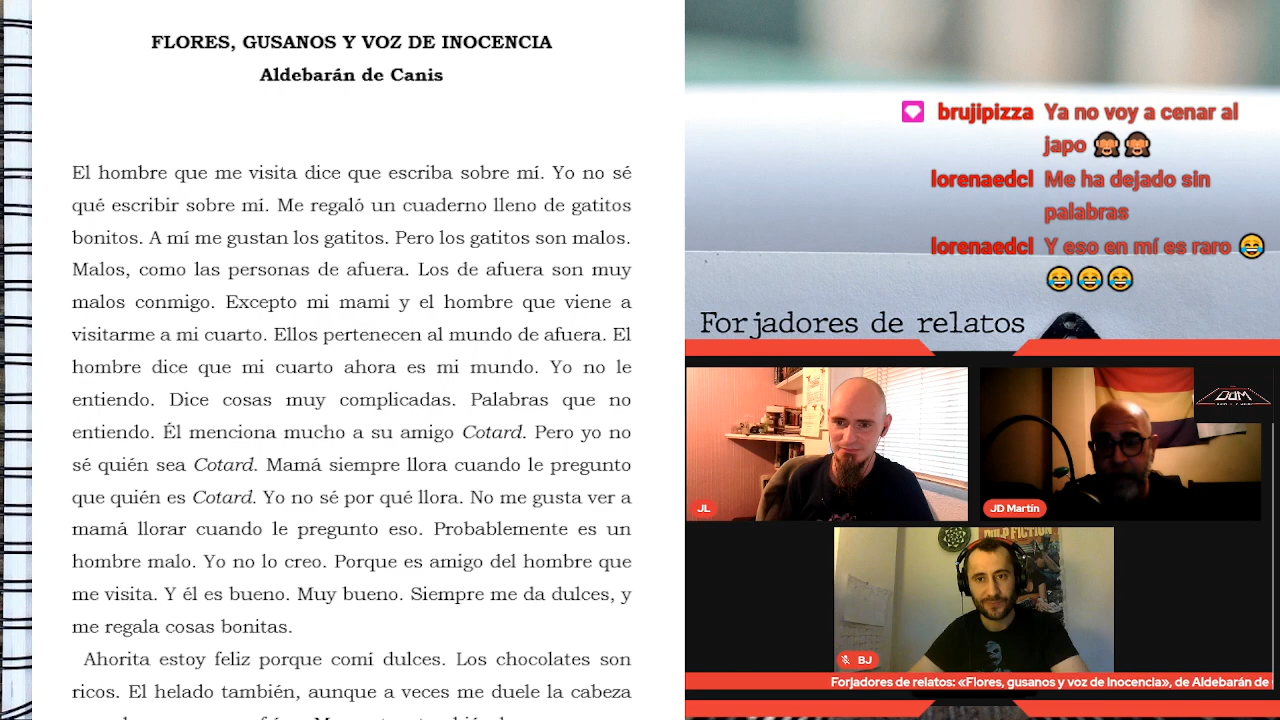 FLORES, GUSANOS Y VOZ DE INOCENCIA
Aldebarán de Canis
El hombre que me visita dice que escriba sobre mí. Yo no sé
qué escribir sobre mí. Me regaló un cuaderno lleno de gatitos
bonitos. A mí me gustan los gatitos. Pero los gatitos son malos.
Malos, como las personas de afuera. Los de afuera son muy
malos conmigo. Excepto mi mami y el hombre que viene a
visitarme a mi cuarto. Ellos pertenecen al mundo de afuera. El
hombre dice que mi cuarto ahora es mi mundo. Yo no le
entiendo. Dice cosas muy complicadas. Palabras que no
entiendo. Él menciona mucho a su amigo Cotard. Pero yo no
sé quién sea Cotard. Mamá siempre llora cuando le pregunto
que quién es Cotard. Yo no sé por qué llora. No me gusta ver a
mamá llorar cuando le pregunto eso. Probablemente es un
hombre malo. Yo no lo creo. Porque es amigo del hombre que
me visita. Y él es bueno. Muy bueno. Siempre me da dulces, y
me regala cosas bonitas.
Ahorita estoy feliz porque comí dulces. Los chocolates son
ricos. El helado también, aunque a veces me duele la cabeza
brujipizza Ya no voy a cenar al
japo 🙈🙈
lorenaedcl Me ha dejado sin
palabras
lorenaedcl Y eso en mí es raro 😂
😂😂😂
Forjadores de relatos
JL
JD Martín
PULP FICTION
BJ
Forjadores de relatos: «Flores, gusanos y voz de Inocencia», de Aldebarán de